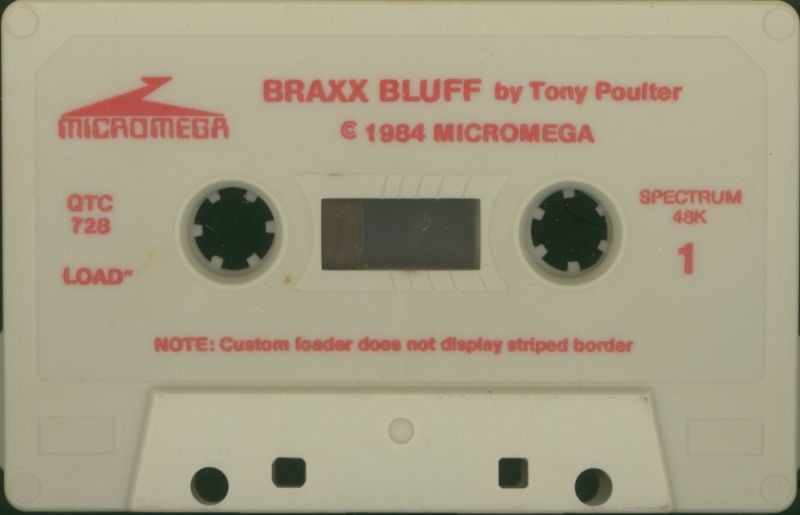 BRAXX BLUFF by Tony Poulter
© 1984 MICROMEGA
MICROMEGA
QTC
728
LOAD"
SPECTRUM
48K
1
NOTE: Custom loader does not display striped border